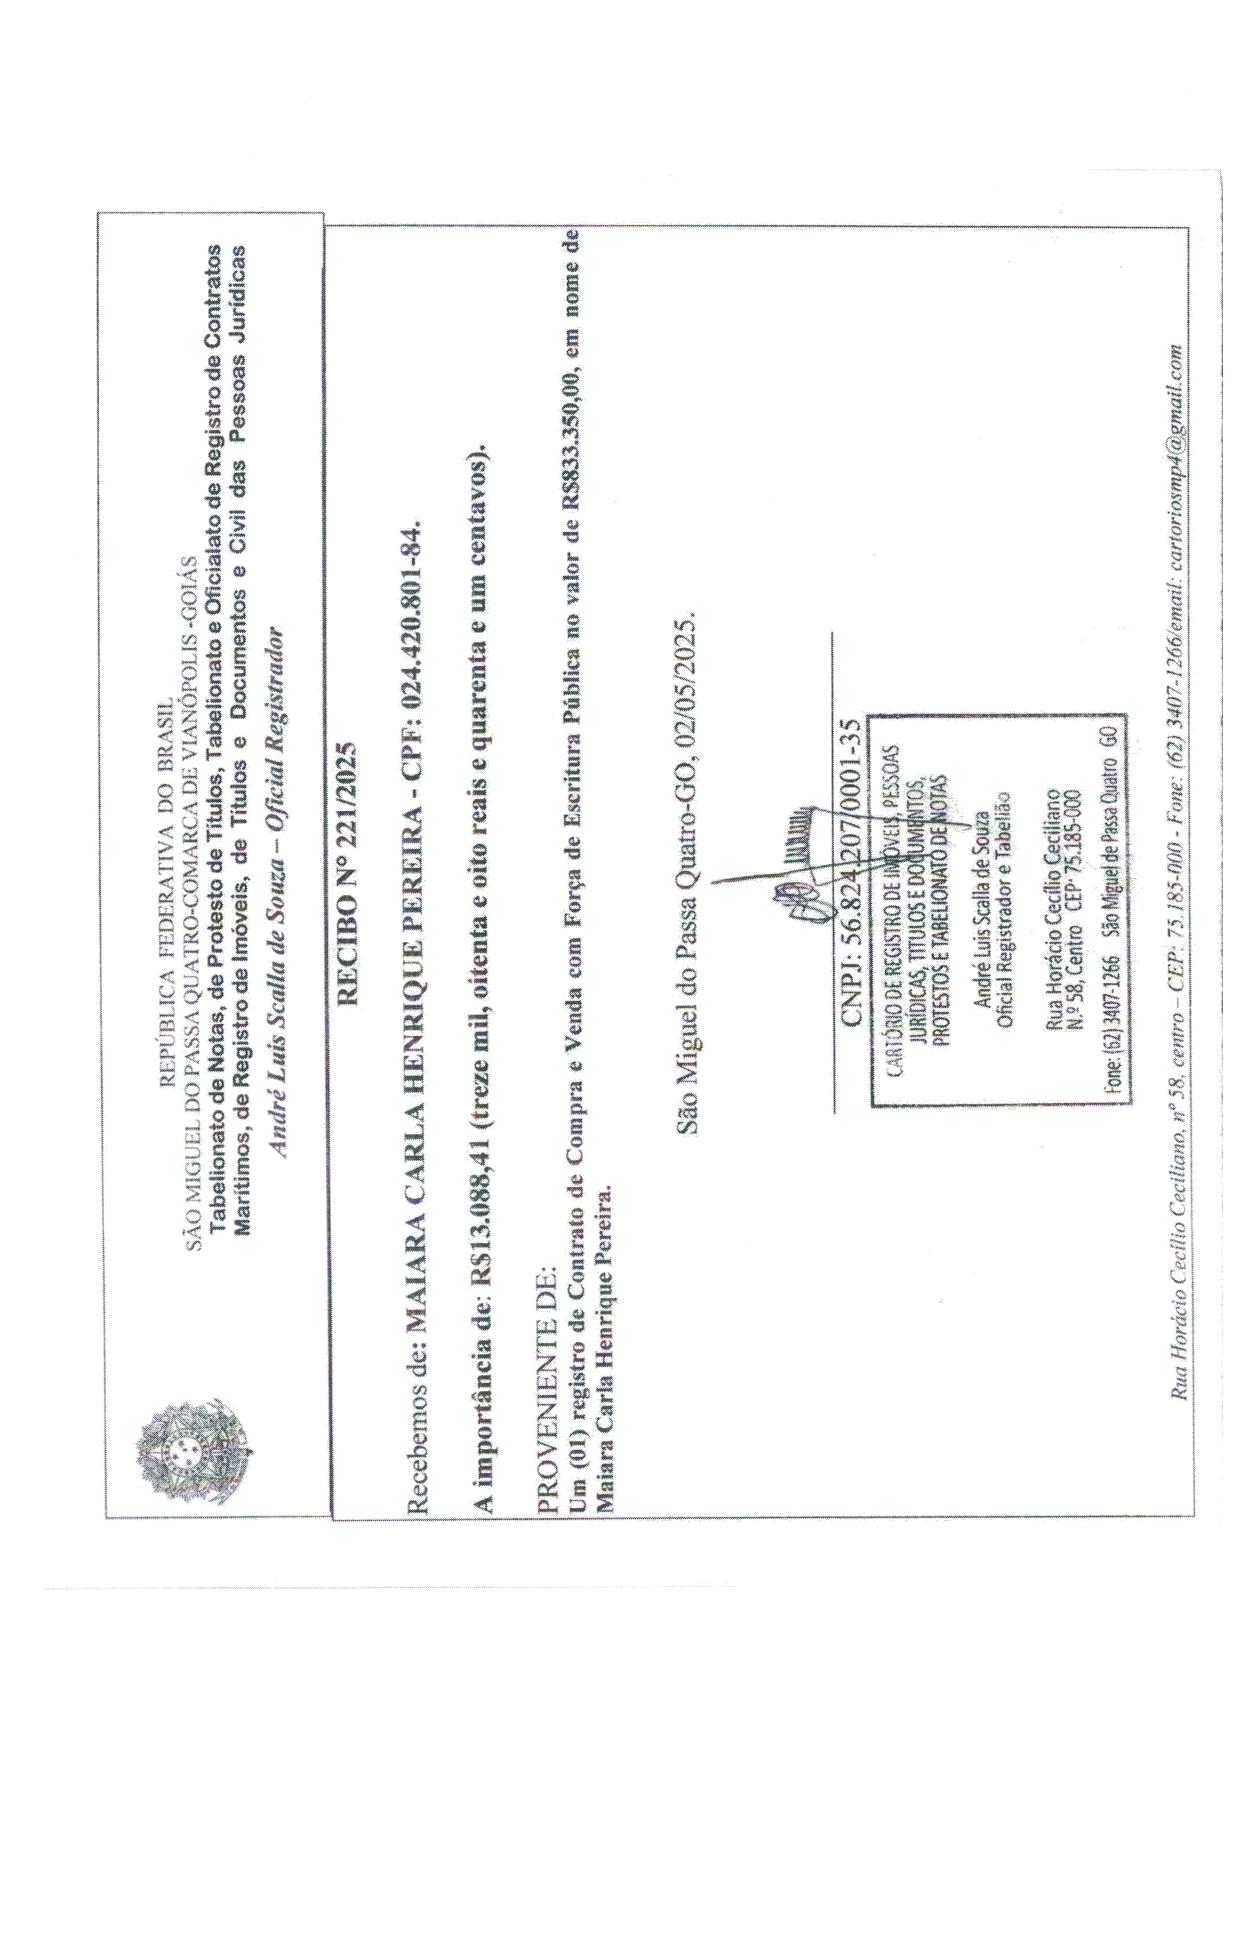 REPÚBLICA FEDERATIVA DO BRASIL
SÃO MIGUEL DO PASSA QUATRO-COMARCA DE VIANÓPOLIS -GOIÁS
Tabelionato de Notas, de Protesto de Títulos, Tabelionato e Oficialato de Registro de Contratos
Marítimos, de Registro de Imóveis, de Títulos e Documentos e Civil das Pessoas Jurídicas
André Luis Scalla de Souza – Oficial Registrador
RECIBO N° 221/2025
Recebemos de: MAIARA CARLA HENRIQUE PEREIRA - CPF: 024.420.801-84.
A importância de: R$13.088,41 (treze mil, oitenta e oito reais e quarenta e um centavos).
PROVENIENTE DE:
Um (01) registro de Contrato de Compra e Venda com Força de Escritura Pública no valor de R$833.350,00, em nome de
Maiara Carla Henrique Pereira.
São Miguel do Passa Quatro-GO, 02/05/2025.
CNPJ: 56.824.207/0001-35
CARTÓRIO DE REGISTRO DE IMÓVEIS, PESSOAS
JURÍDICAS, TITULOS E DOCUMENTOS,
PROTESTOS E TABELIONATO DE NOTAS
André Luis Scalla de Souza
Oficial Registrador e Tabelião
Rua Horácio Cecílio Ceciliano
N.º 58, Centro CEP: 75.185-000
Fone: (62) 3407-1266 São Miguel de Passa Quatro GO
Rua Horácio Cecílio Ceciliano, nº 58, centro – CEP: 75.185-000 - Fone: (62) 3407-1266/email: cartoriosmp4@gmail.com